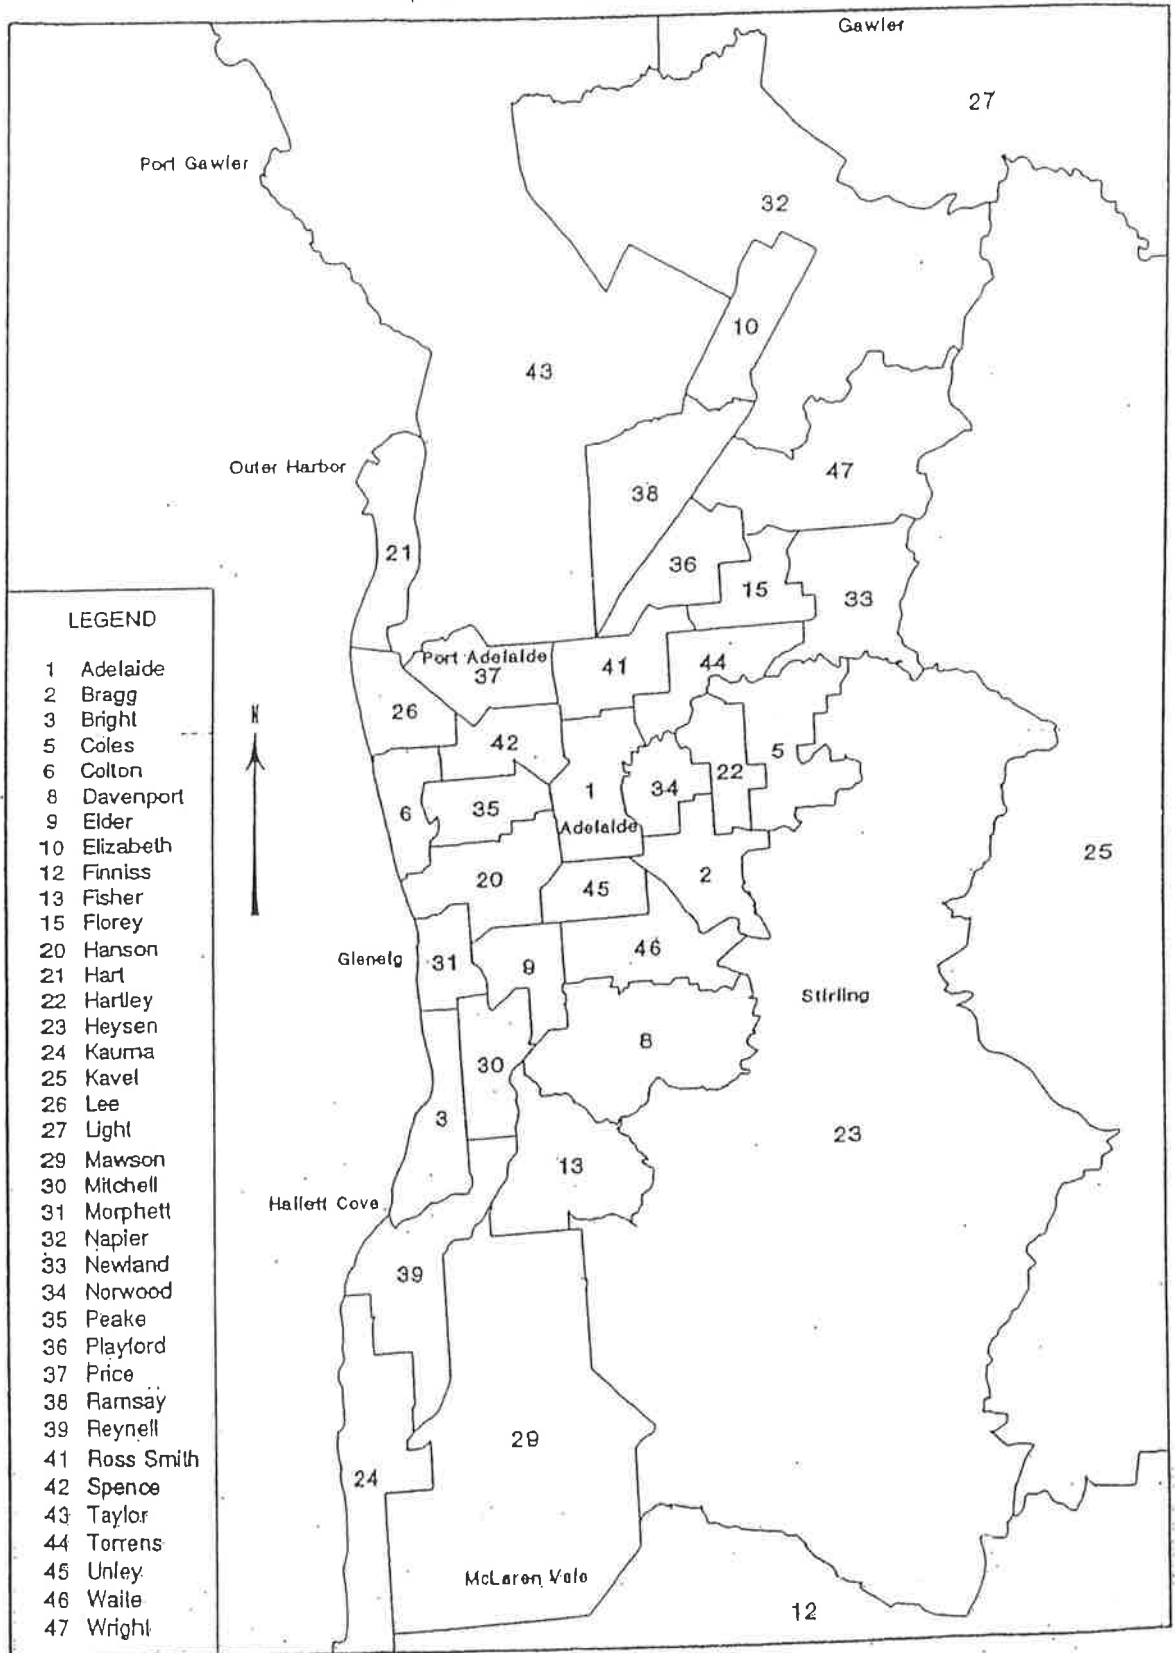 Gawler
27
Port Gawler
32
10
43
Outer Harbor
47
38
21
36
15
33
LEGEND
1 Adelaide
2 Bragg
3 Bright
5 Coles
6 Colton
8 Davenport
9 Elder
10 Elizabeth
12 Finniss
13 Fisher
15 Florey
20 Hanson
21 Hart
22 Hartley
23 Heysen
24 Kaurna
25 Kavel
26 Lee
27 Light
29 Mawson
30 Mitchell
31 Morphett
32 Napier
33 Newland
34 Norwood
35 Peake
36 Playford
37 Price
38 Ramsay
39 Reynell
41 Ross Smith
42 Spence
43 Taylor
44 Torrens
45 Unley
46 Waite
47 Wright
N
Port Adelaide
37
41
44
26
42
5
22
34
1
35
6
Adelaide
25
2
20
45
46
Glenelg
31
9
Stirling
8
30
3
23
13
Hallett Cove
39
29
24
McLaren Vale
12